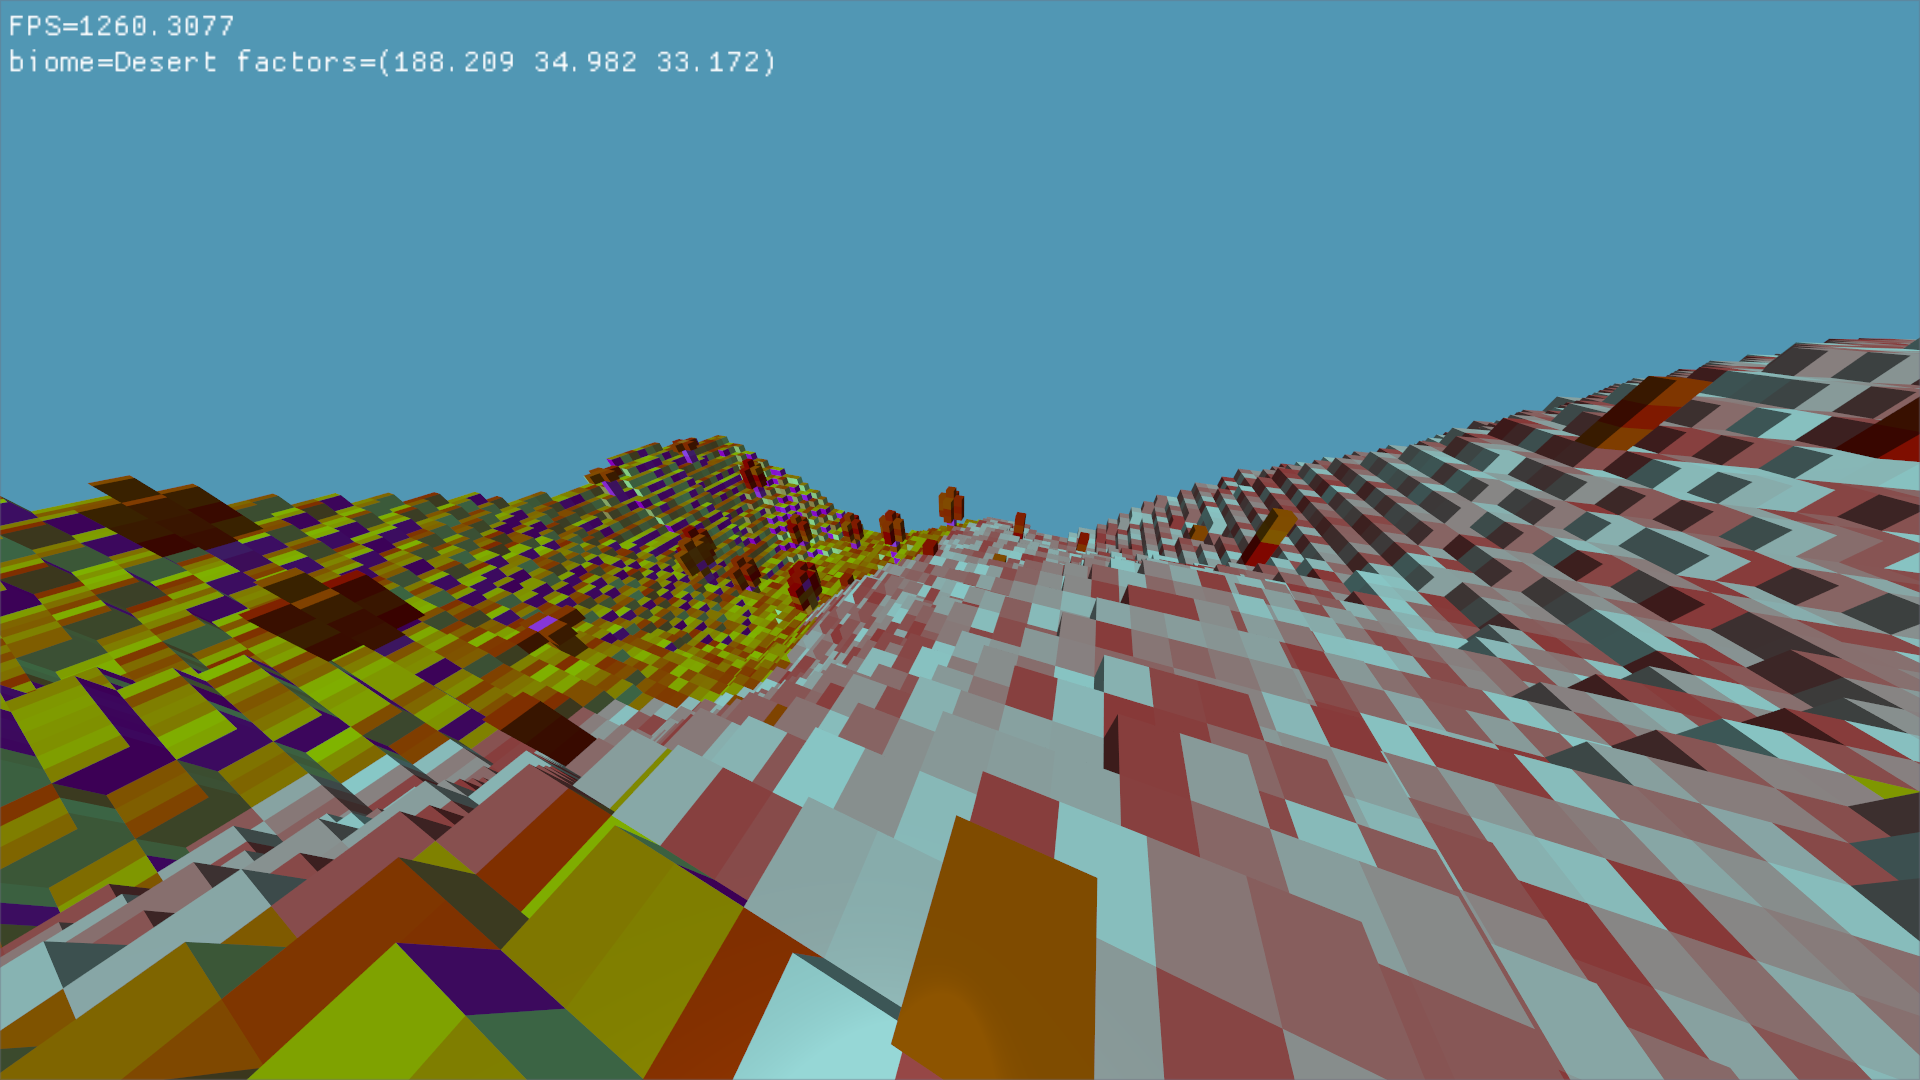 FPS=1260.3077
biome=Desert factors=(188.209 34.982 33.172)